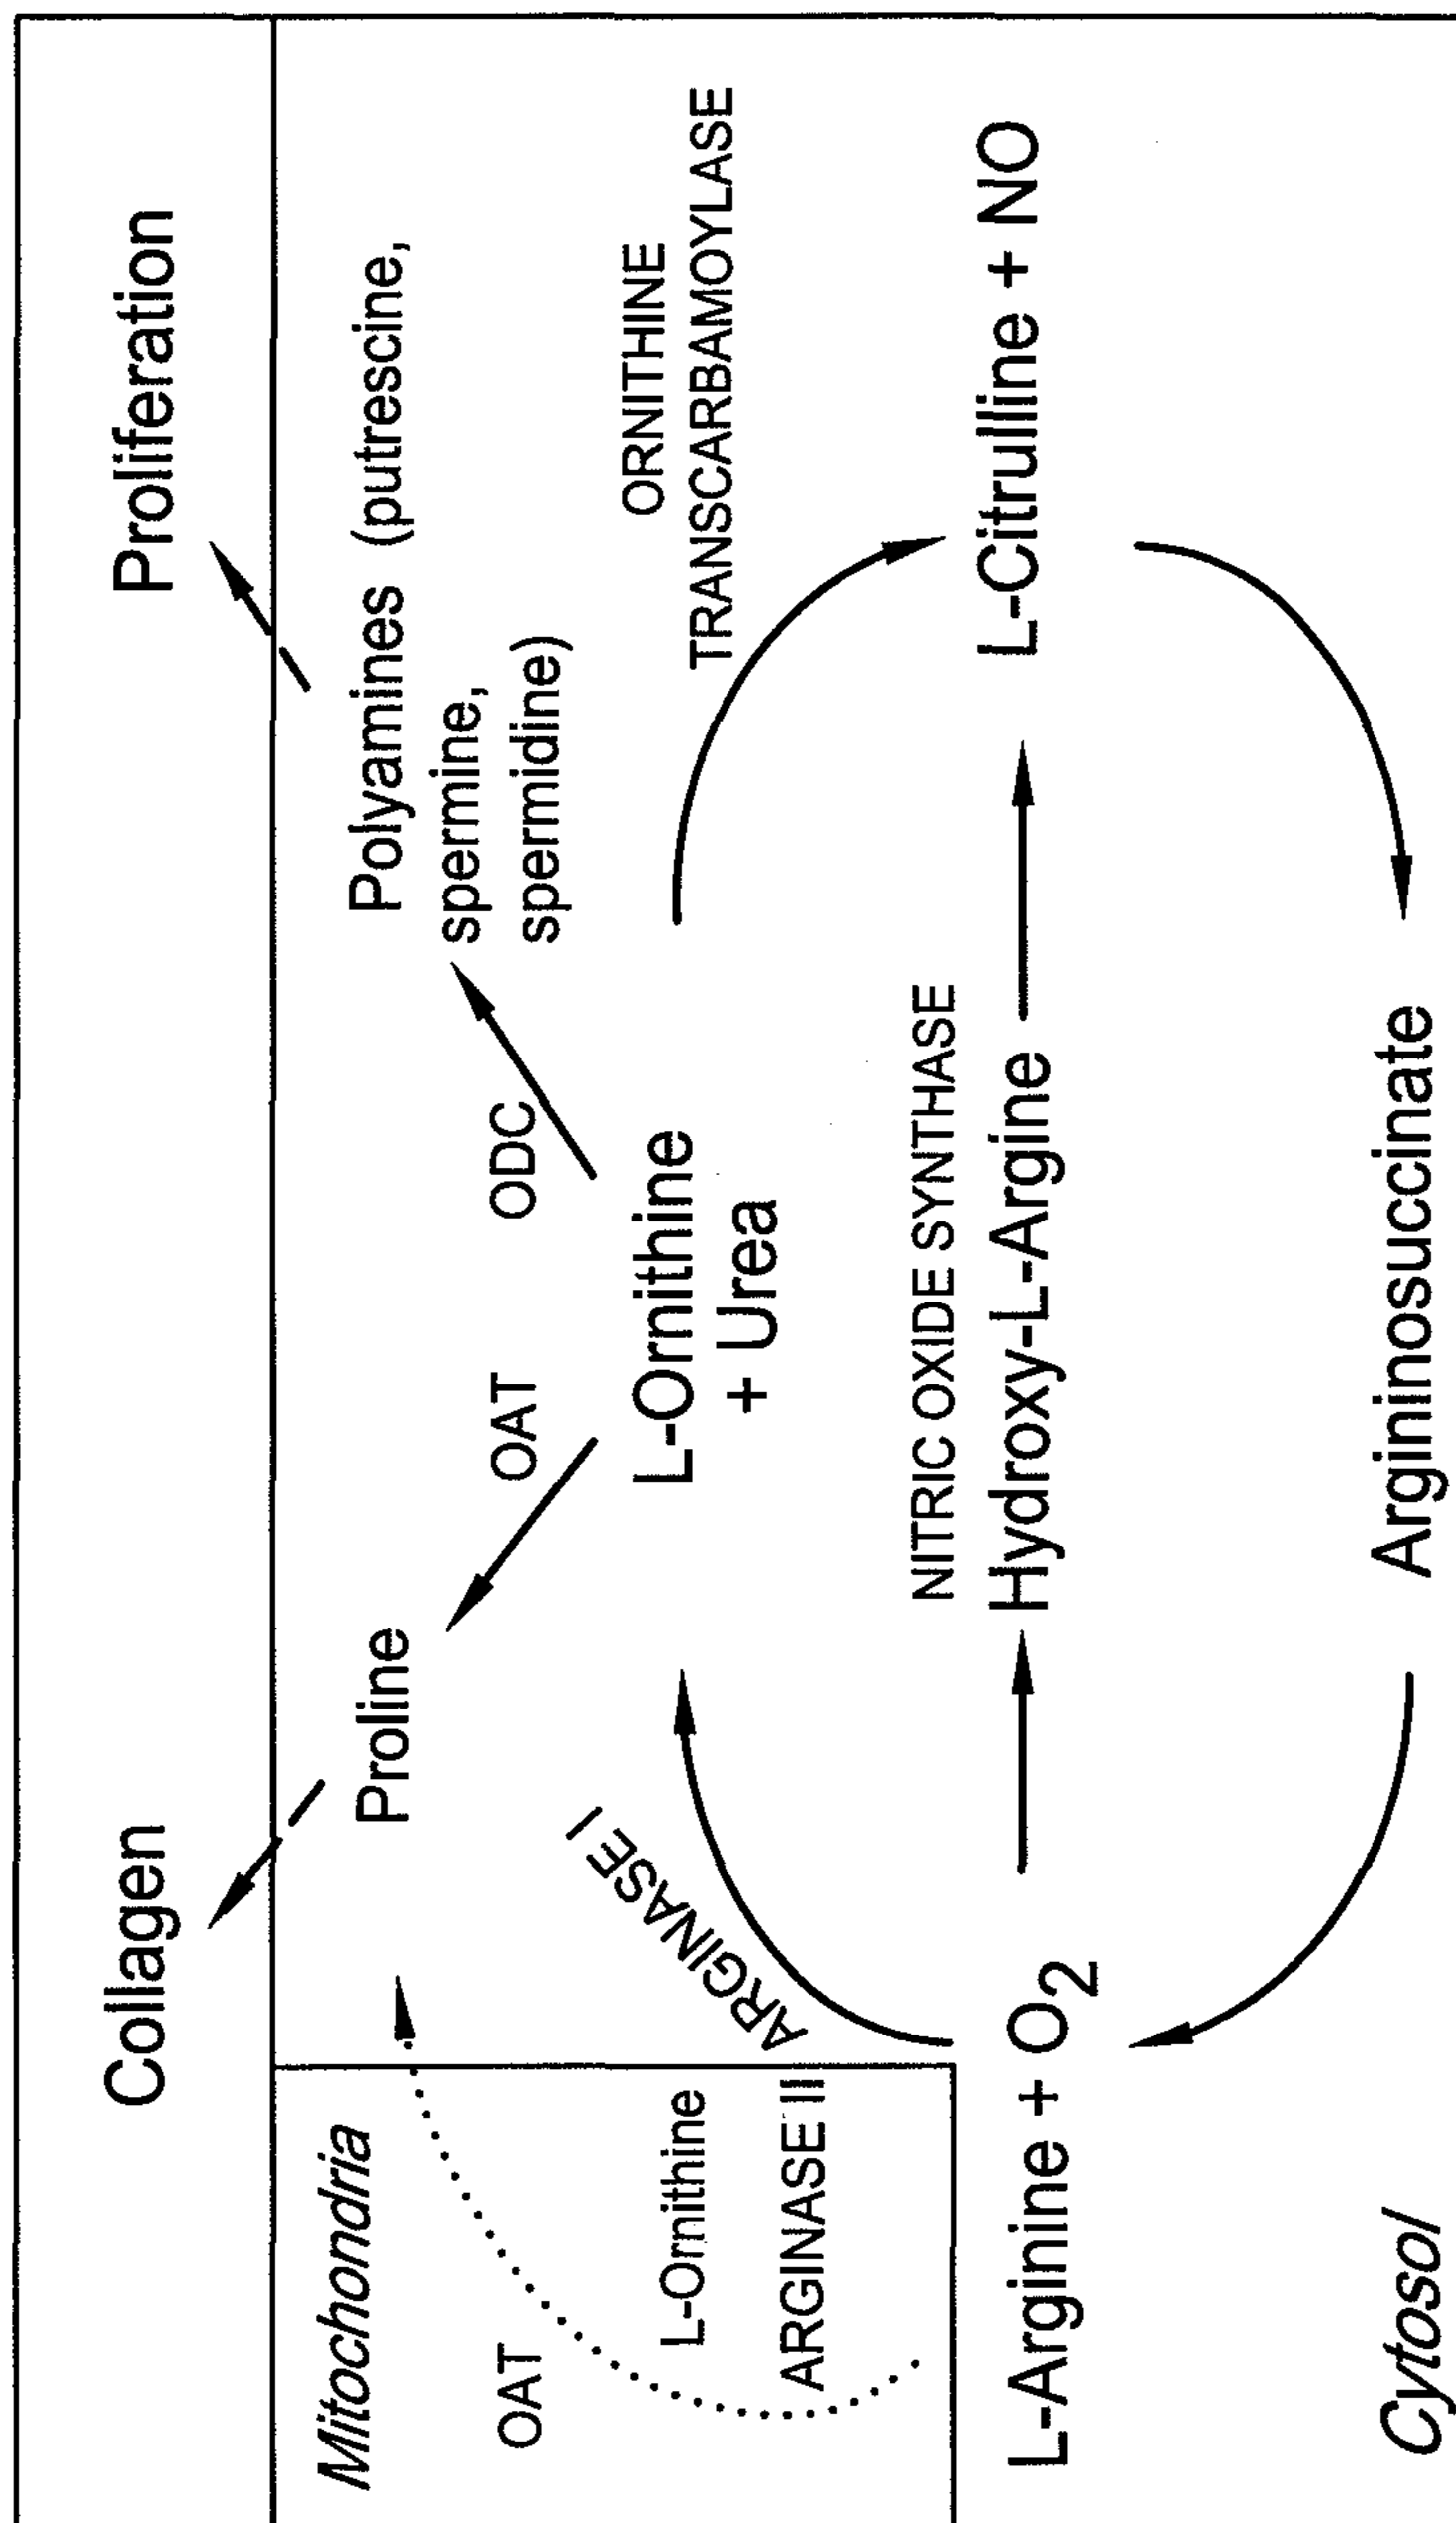 Collagen
Proliferation
Mitochondria
Proline
Polyamines (putrescine,
spermine,
spermidine)
OAT
OAT
ODC
L-Ornithine
ARGINASE II
ARGINASE I
L-Ornithine
+ Urea
ORNITHINE
TRANSCARBAMOYLASE
NITRIC OXIDE SYNTHASE
L-Arginine + O2
Hydroxy-L-Argine
L-Citrulline + NO
Cytosol
Argininosuccinate